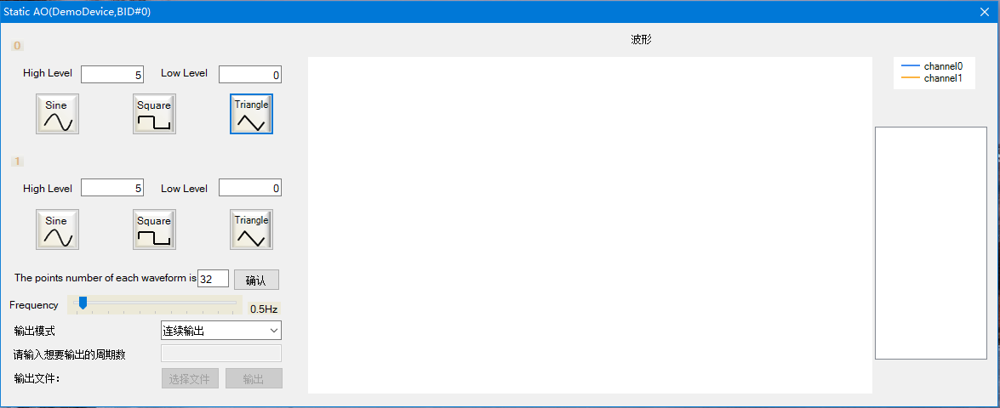 Static AO(DemoDevice,BID#0)
波形
0
High Level 5 Low Level 0
Sine Square Triangle
1
High Level 5 Low Level 0
Sine Square Triangle
The points number of each waveform is 32 确认
Frequency 0.5Hz
输出模式 连续输出
请输入想要输出的周期数
输出文件: 选择文件 输出
channel0
channel1